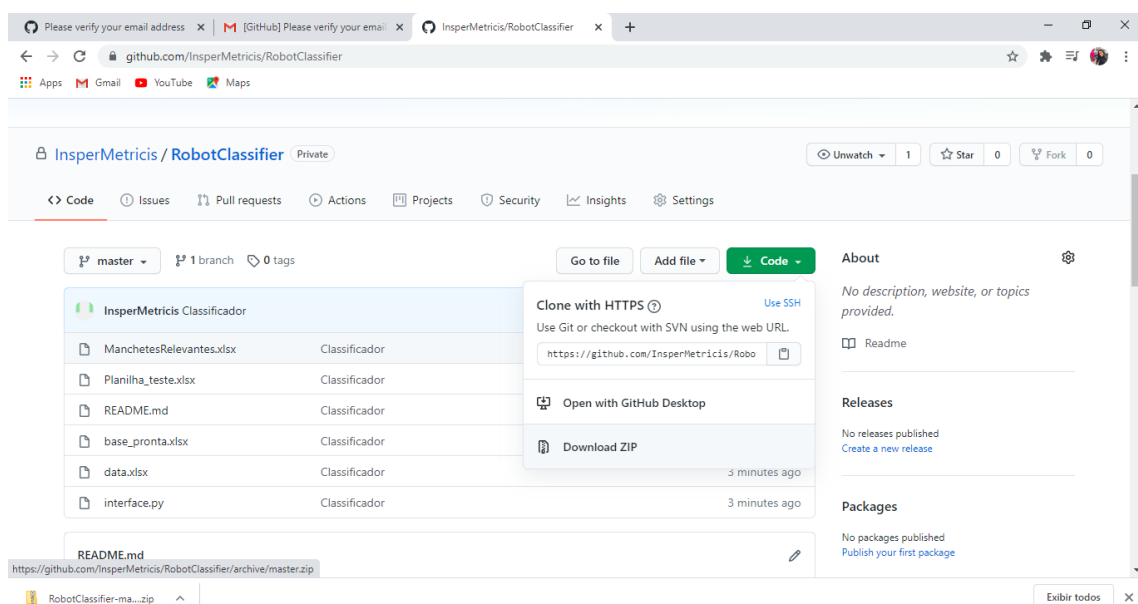 Please verify your email address
[GitHub] Please verify your email
InsperMetricis/RobotClassifier
github.com/InsperMetricis/RobotClassifier
Apps Gmail YouTube Maps
InsperMetricis / RobotClassifier Private
Unwatch 1 Star 0 Fork 0
<> Code Issues Pull requests Actions Projects Security Insights Settings
master 1 branch 0 tags
Go to file Add file Code
InsperMetricis Classificador
ManchetesRelevantes.xlsx Classificador
Planilha_teste.xlsx Classificador
README.md Classificador
base_pronta.xlsx Classificador
data.xlsx Classificador 3 minutes ago
interface.py Classificador 3 minutes ago
Clone with HTTPS Use SSH
Use Git or checkout with SVN using the web URL.
https://github.com/InsperMetricis/Robo
Open with GitHub Desktop
Download ZIP
README.md
About
No description, website, or topics
provided.
Readme
Releases
No releases published
Create a new release
Packages
No packages published
Publish your first package
https://github.com/InsperMetricis/RobotClassifier/archive/master.zip
RobotClassifier-ma....zip
Exibir todos